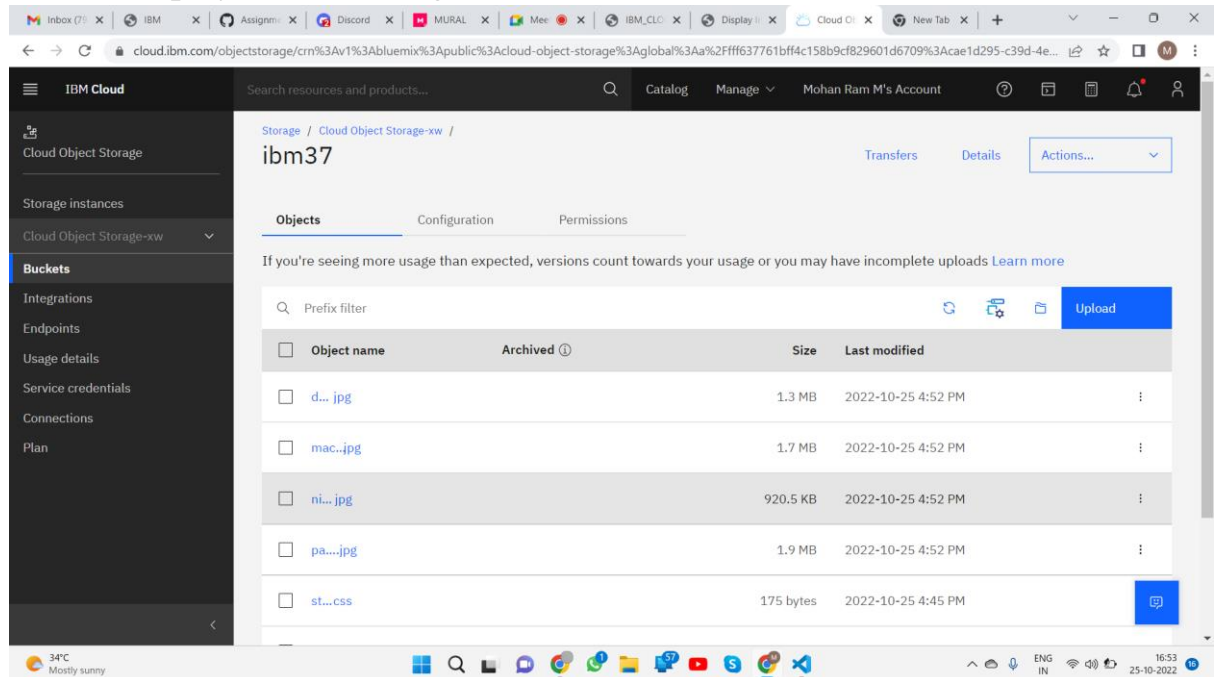 Inbox (79
IBM
Assignme
Discord
MURAL
Mee
IBM_CLO
Display i
Cloud O
New Tab
cloud.ibm.com/objectstorage/crn%3Av1%3Abluemix%3Apublic%3Acloud-object-storage%3Aglobal%3Aa%2Ffff637761bff4c158b9cf829601d6709%3Acae1d295-c39d-4e...
M
IBM Cloud
Search resources and products...
Catalog
Manage
Mohan Ram M's Account
Cloud Object Storage
Storage instances
Cloud Object Storage-xw
Buckets
Integrations
Endpoints
Usage details
Service credentials
Connections
Plan
Storage / Cloud Object Storage-xw /
ibm37
Transfers
Details
Actions...
Objects
Configuration
Permissions
If you're seeing more usage than expected, versions count towards your usage or you may have incomplete uploads Learn more
Prefix filter
Upload
Object name Archived Size Last modified
d... jpg 1.3 MB 2022-10-25 4:52 PM
mac..jpg 1.7 MB 2022-10-25 4:52 PM
ni... jpg 920.5 KB 2022-10-25 4:52 PM
pa....jpg 1.9 MB 2022-10-25 4:52 PM
st...css 175 bytes 2022-10-25 4:45 PM
34°C
Mostly sunny
57
ENG
IN
16:53
25-10-2022
16